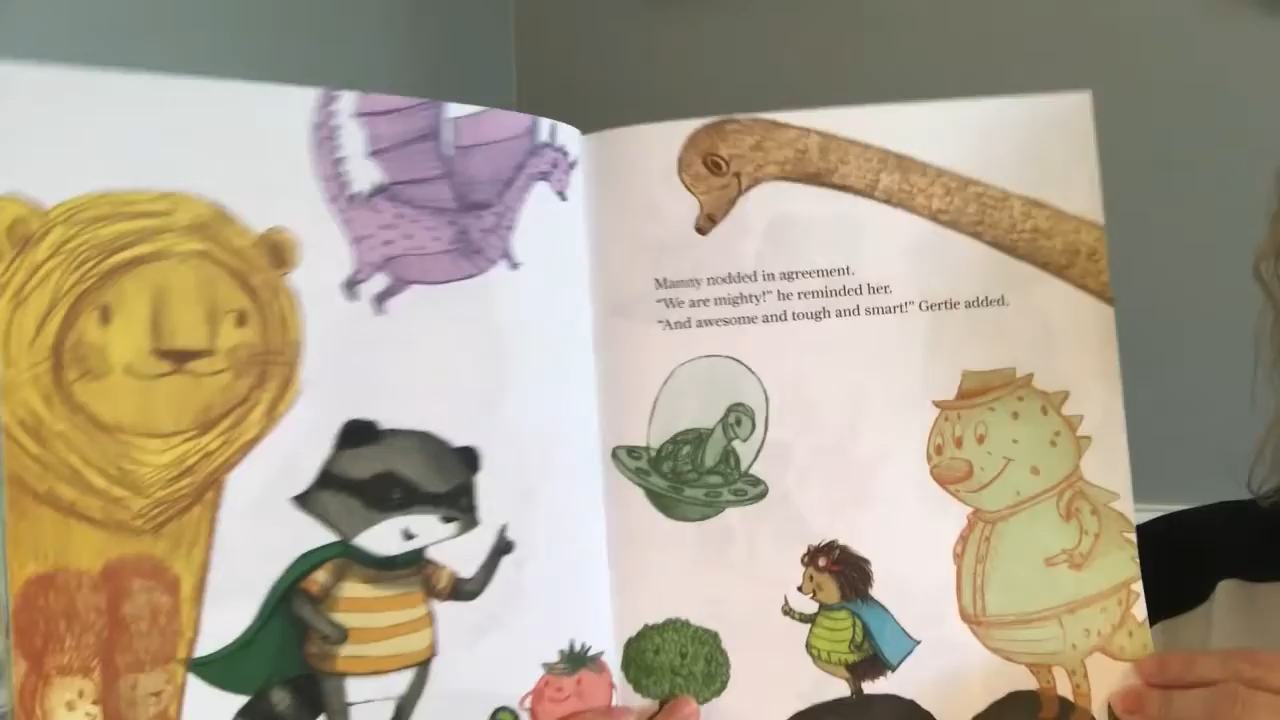 Manny nodded in agreement.
“We are mighty!” he reminded her.
“And awesome and tough and smart!” Gertie added.